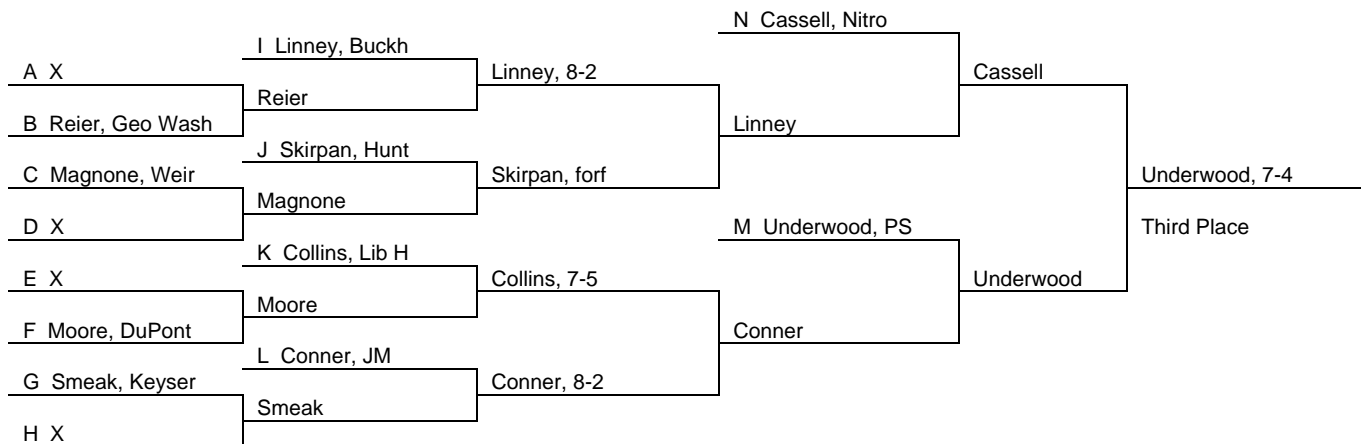 N Cassell, Nitro
I Linney, Buckh
A X
Linney, 8-2
Cassell
Reier
B Reier, Geo Wash
Linney
J Skirpan, Hunt
C Magnone, Weir
Skirpan, forf
Underwood, 7-4
Magnone
D X
M Underwood, PS
Third Place
K Collins, Lib H
E X
Collins, 7-5
Underwood
Moore
F Moore, DuPont
Conner
L Conner, JM
G Smeak, Keyser
Conner, 8-2
Smeak
H X